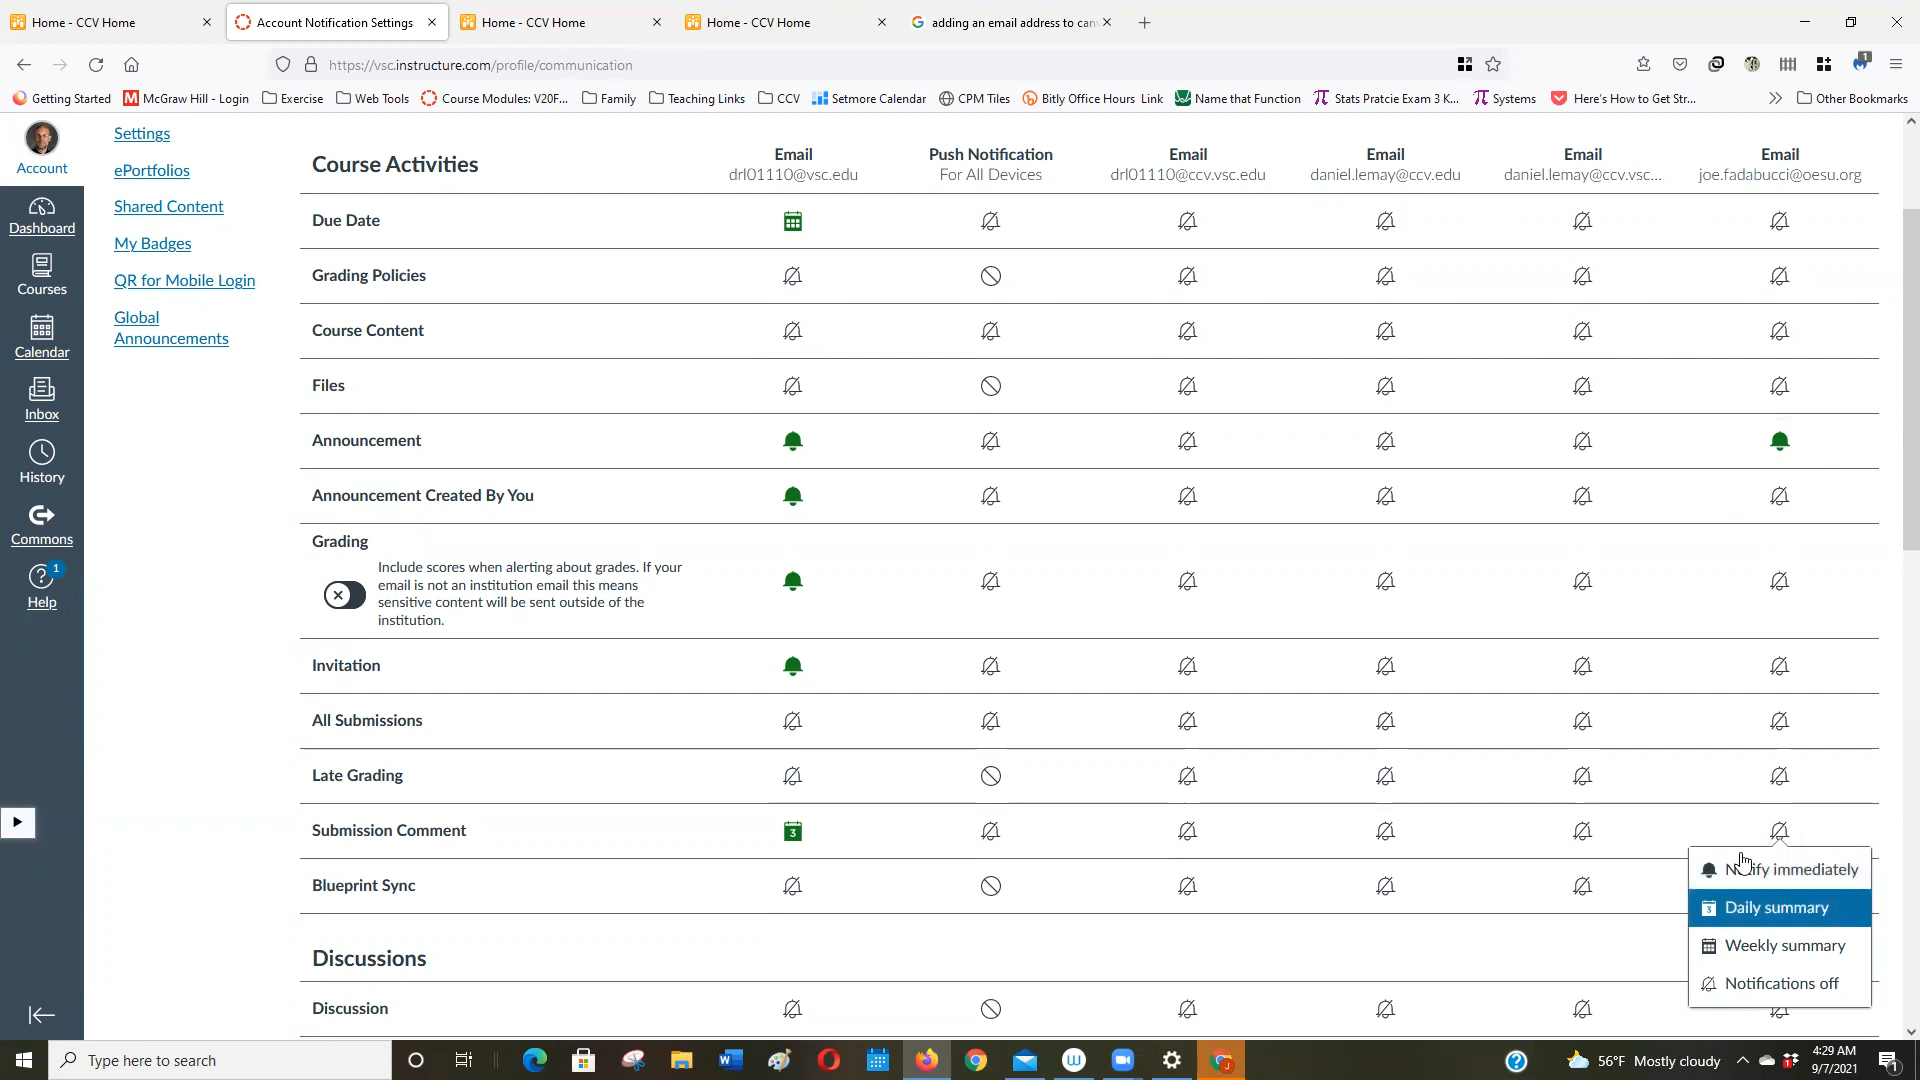 Home - CCV Home
Account Notification Settings
Home - CCV Home
Home - CCV Home
adding an email address to can
https://vsc.instructure.com/profile/communication
1
Getting Started
McGraw Hill - Login
Exercise
Web Tools
Course Modules: V20F...
Family
Teaching Links
CCV
Setmore Calendar
CPM Tiles
Bitly Office Hours Link
Name that Function
Stats Pratcie Exam 3 K...
Systems
Here's How to Get Str...
Other Bookmarks
Account
Dashboard
Courses
Calendar
Inbox
History
Commons
1
Help
Settings
ePortfolios
Shared Content
My Badges
QR for Mobile Login
Global
Announcements
Course Activities
Email
drl01110@vsc.edu
Push Notification
For All Devices
Email
drl01110@ccv.vsc.edu
Email
daniel.lemay@ccv.edu
Email
daniel.lemay@ccv.vsc...
Email
joe.fadabucci@oesu.org
Due Date
Grading Policies
Course Content
Files
Announcement
Announcement Created By You
Grading
Include scores when alerting about grades. If your
email is not an institution email this means
sensitive content will be sent outside of the
institution.
Invitation
All Submissions
Late Grading
Submission Comment
3
Blueprint Sync
Notify immediately
3 Daily summary
Weekly summary
Notifications off
Discussions
Discussion
Type here to search
56°F Mostly cloudy
4:29 AM
9/7/2021
1